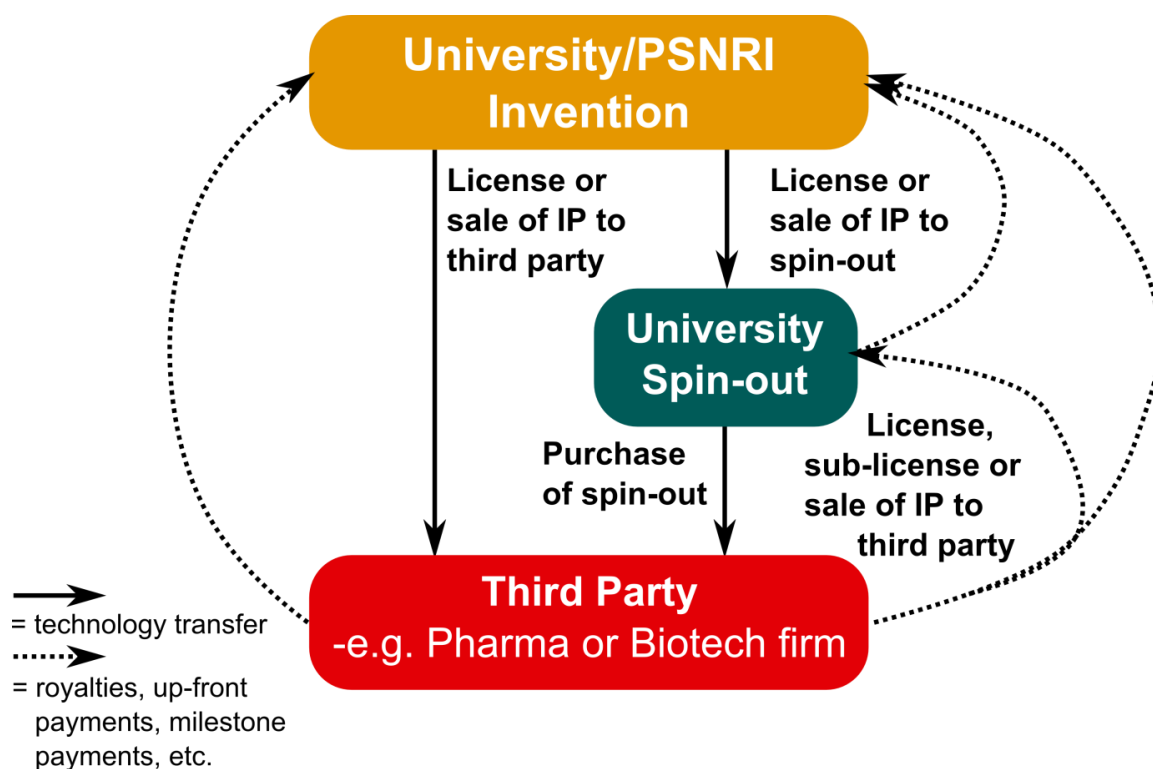 University/PSNRI
Invention
License or
sale of IP to
third party
License or
sale of IP to
spin-out
University
Spin-out
Purchase
of spin-out
License,
sub-license or
sale of IP to
third party
Third Party
-e.g. Pharma or Biotech firm
= technology transfer
= royalties, up-front
payments, milestone
payments, etc.